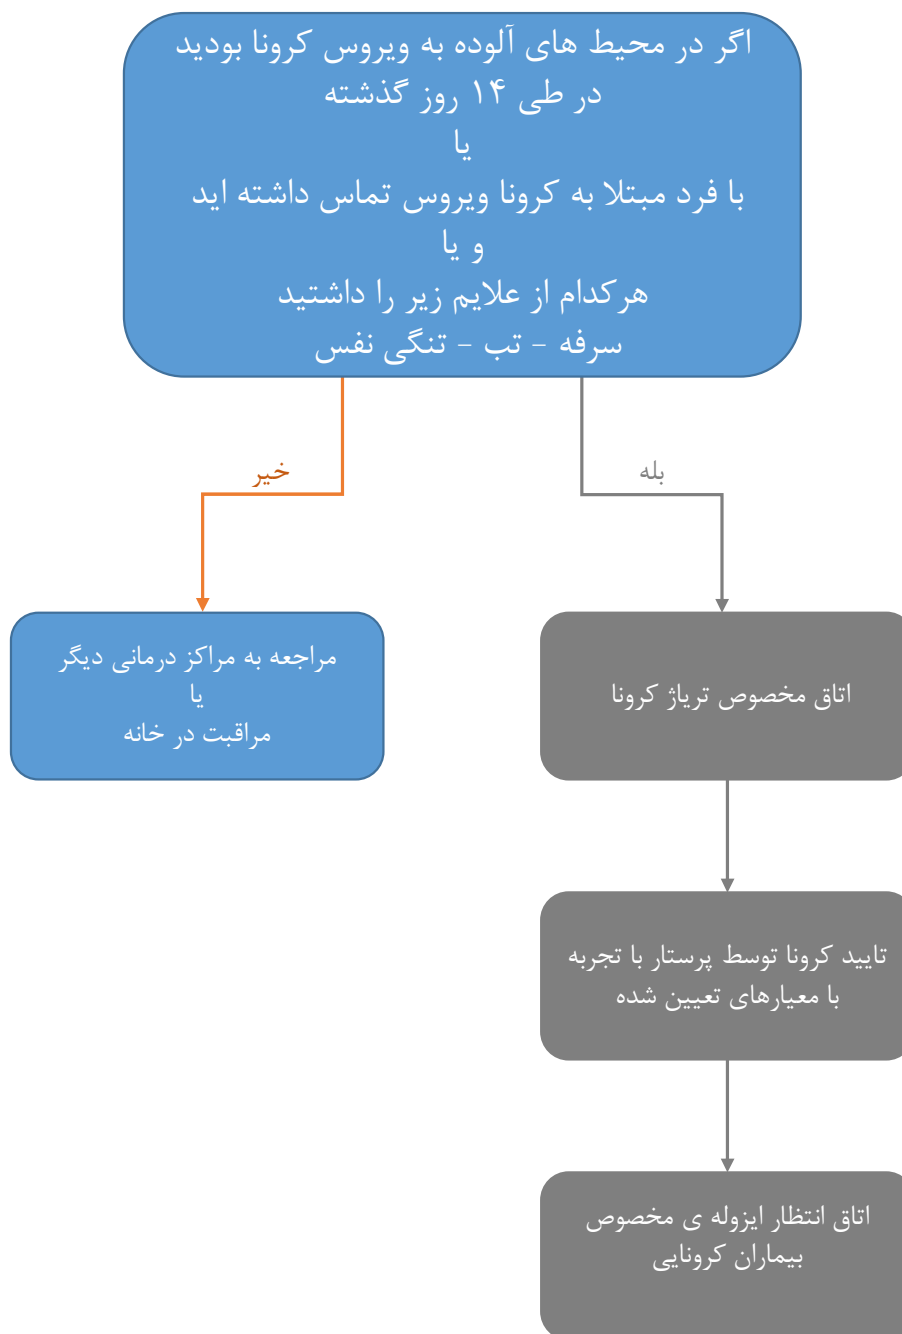 اگر در محیط های آلوده به ویروس کرونا بودید
در طی ۱۴ روز گذشته
یا
با فرد مبتلا به کرونا ویروس تماس داشته اید
و یا
هرکدام از علایم زیر را داشتید
سرفه - تب - تنگی نفس
بله
خیر
اتاق مخصوص تریاژ کرونا
مراجعه به مراکز درمانی دیگر
یا
مراقبت در خانه
تایید کرونا توسط پرستار با تجربه
با معیارهای تعیین شده
اتاق انتظار ایزوله ی مخصوص
بیماران کرونایی